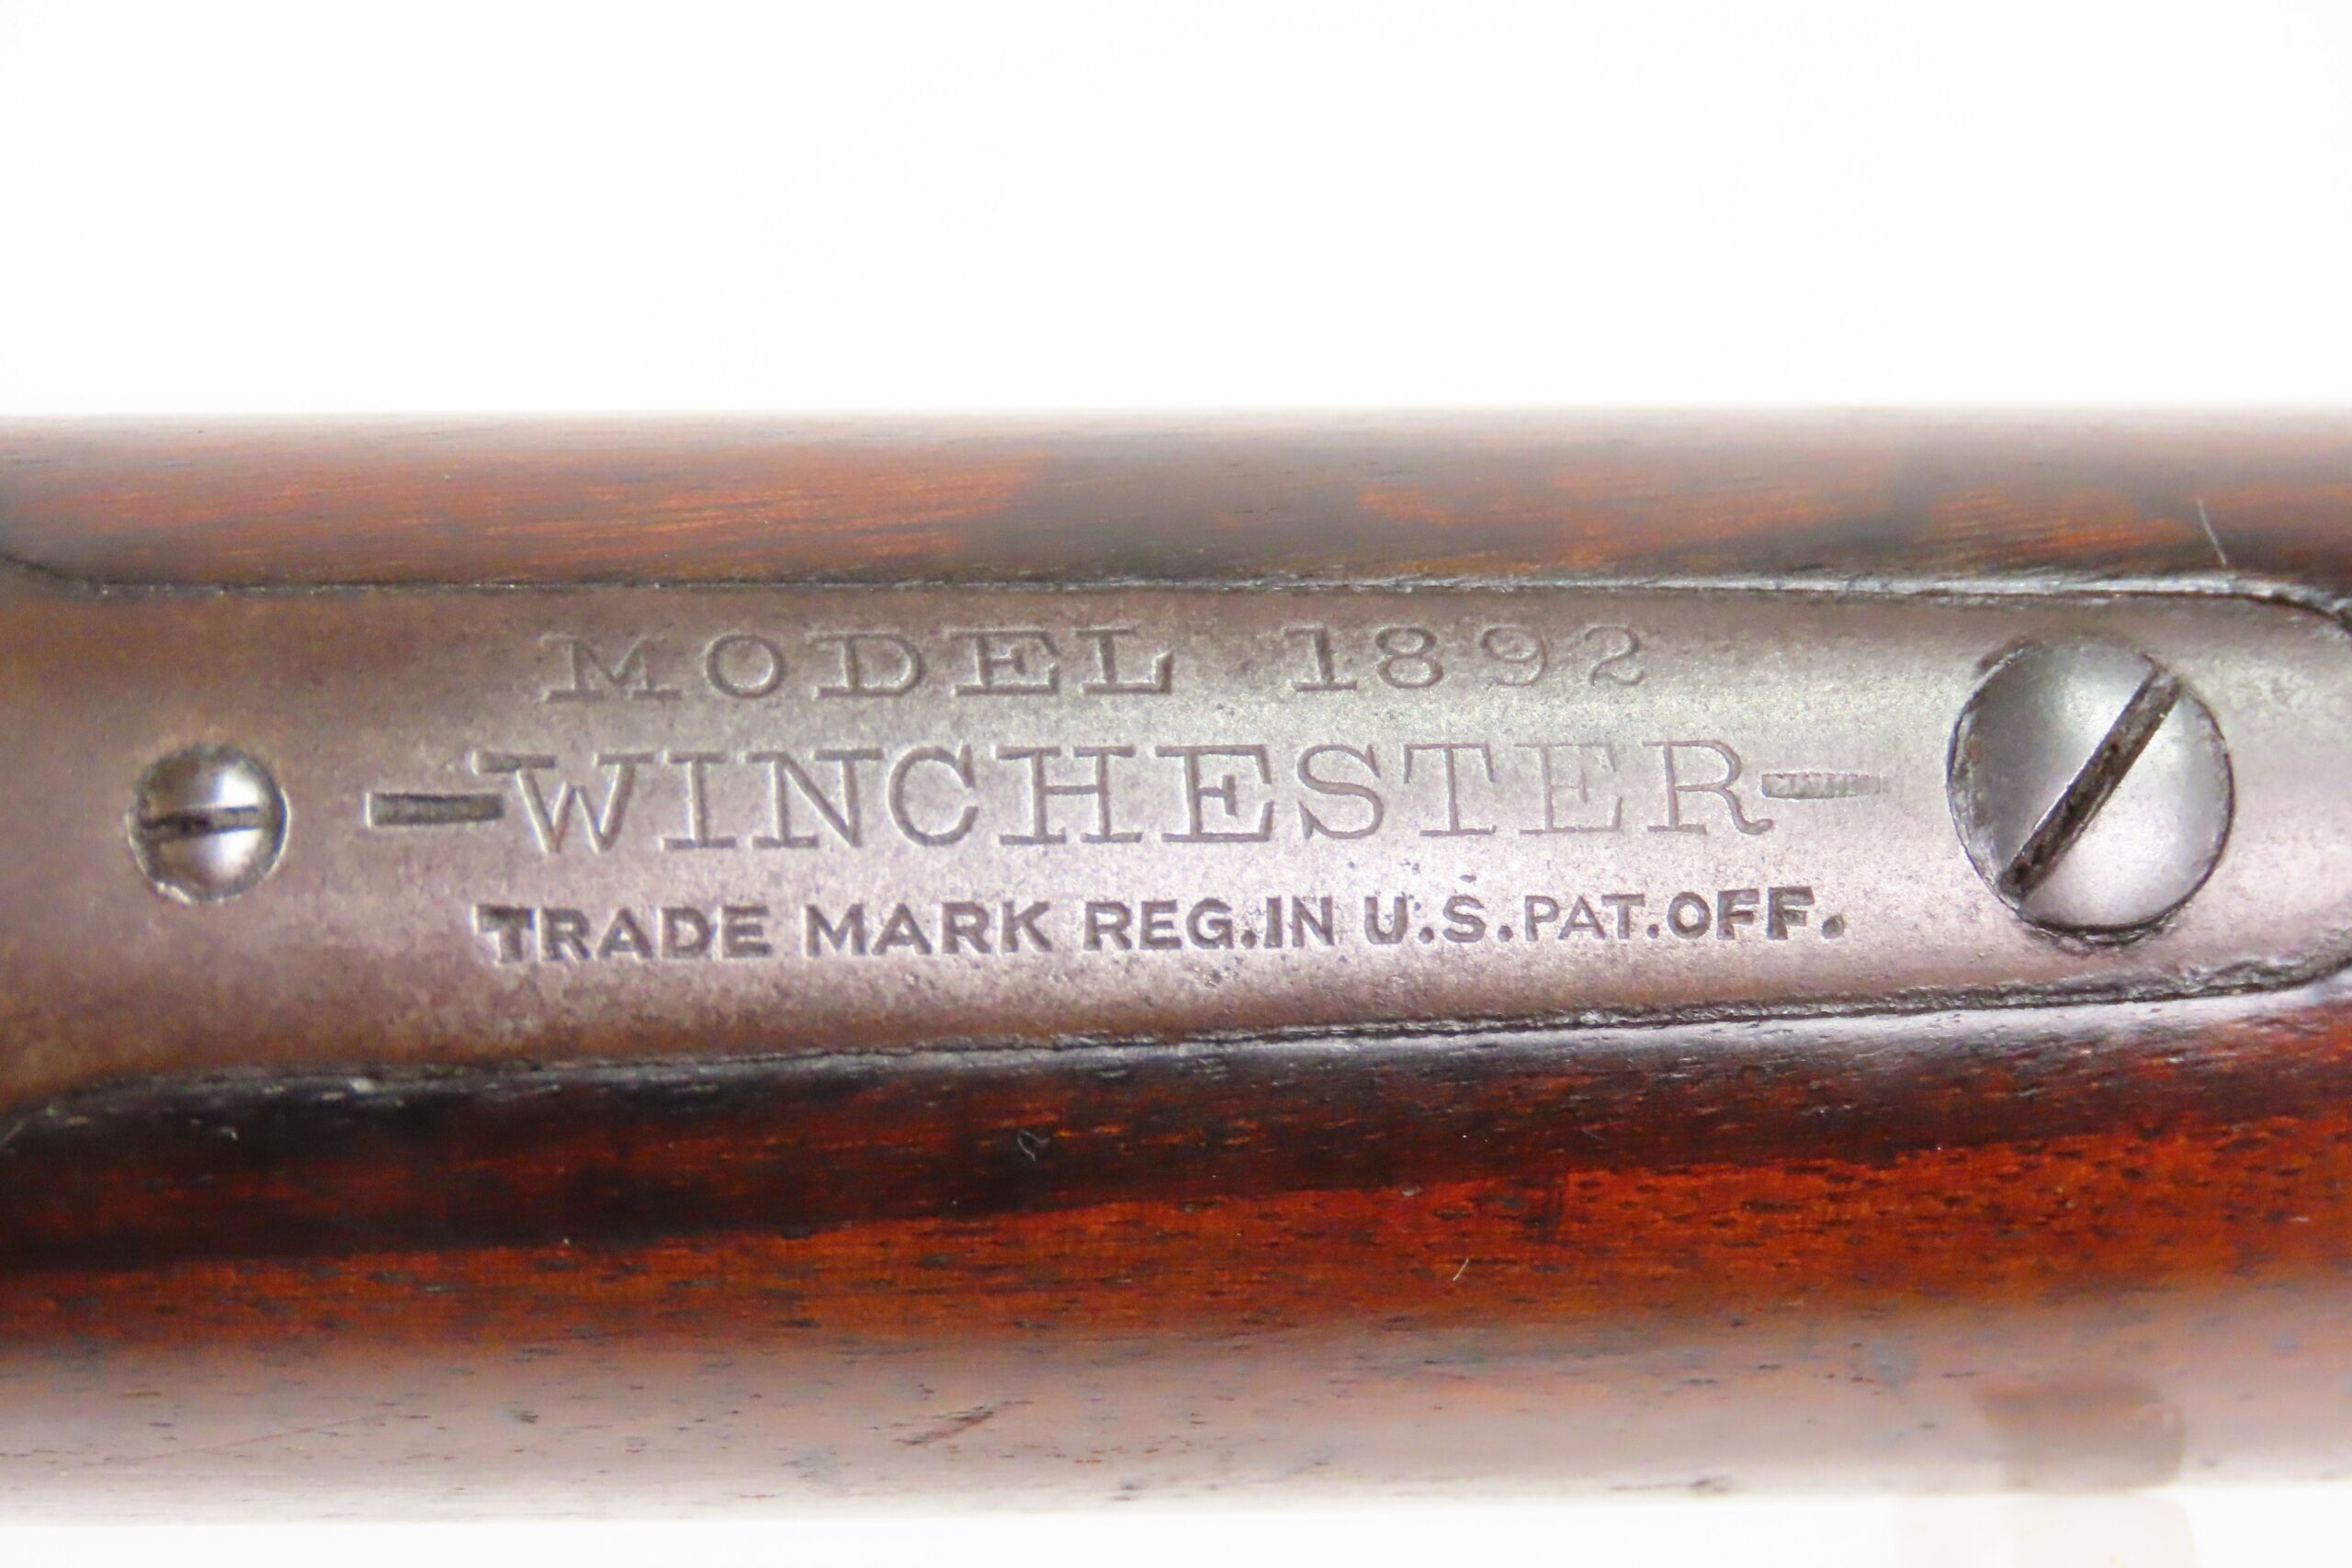 MODEL 1892
—WINCHESTER—
TRADE MARK REG.IN U.S.PAT.OFF.